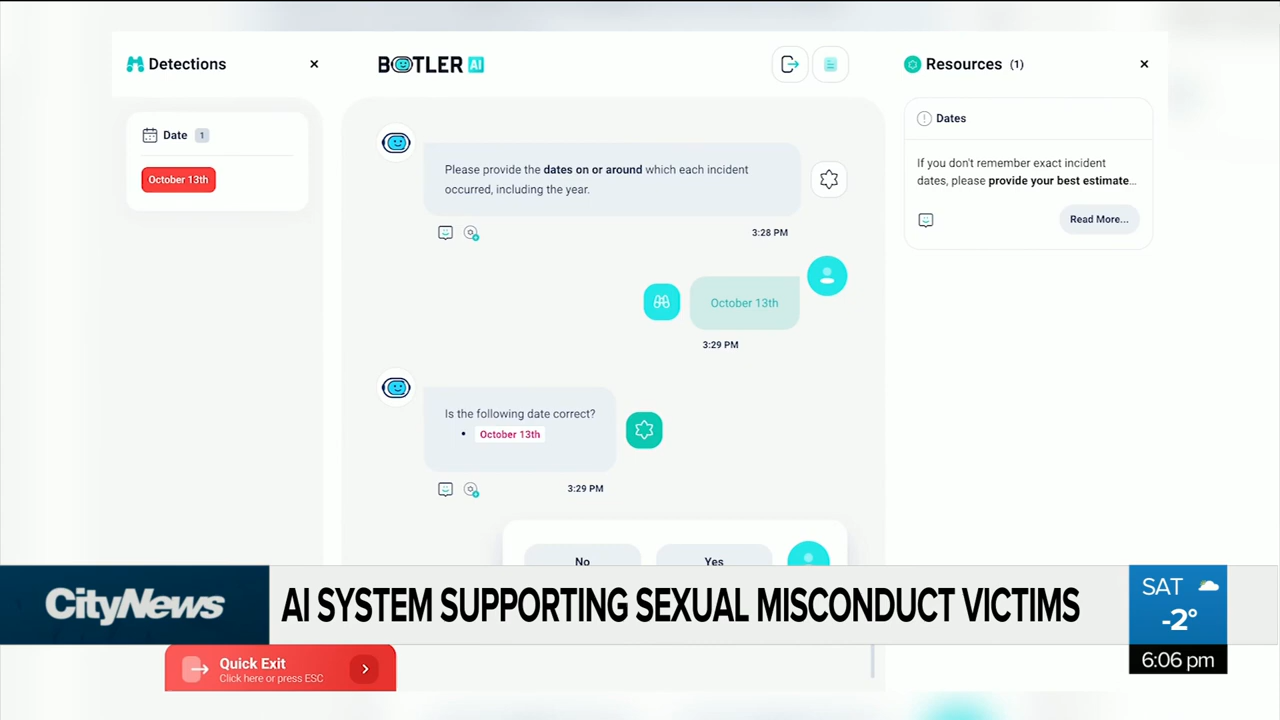 Detections
Date 1
October 13th
BOTLER AI
Please provide the dates on or around which each incident
occurred, including the year.
3:28 PM
October 13th
3:29 PM
Is the following date correct?
• October 13th
3:29 PM
No
Yes
Resources (1)
Dates
If you don't remember exact incident
dates, please provide your best estimate...
Read More...
CityNews
AI SYSTEM SUPPORTING SEXUAL MISCONDUCT VICTIMS
SAT
-2°
6:06 pm
Quick Exit
Click here or press ESC